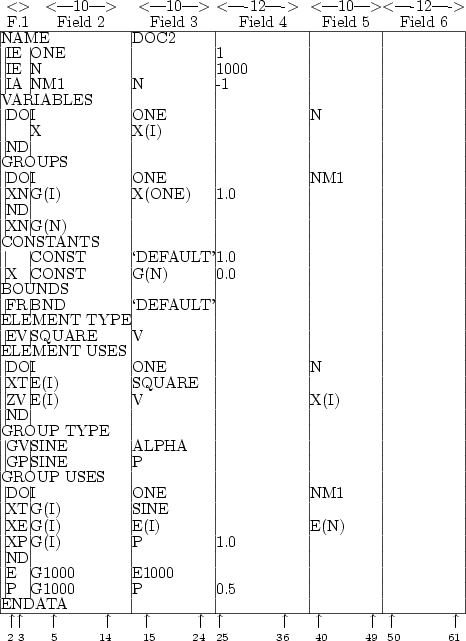 <> <—10—> <—10—> <—12—> <—10—> <—12—>
F.1 Field 2 Field 3 Field 4 Field 5 Field 6
NAME DOC2
IE ONE 1
IE N 1000
IA NM1 N -1
VARIABLES
DO I ONE N
X X(I)
ND
GROUPS
DO I ONE NM1
XN G(I) X(ONE) 1.0
ND
XN G(N)
CONSTANTS
CONST ‘DEFAULT’ 1.0
X CONST G(N) 0.0
BOUNDS
FR BND ‘DEFAULT’
ELEMENT TYPE
EV SQUARE V
ELEMENT USES
DO I ONE N
XT E(I) SQUARE
ZV E(I) V X(I)
ND
GROUP TYPE
GV SINE ALPHA
GP SINE P
GROUP USES
DO I ONE NM1
XT G(I) SINE
XE G(I) E(I) E(N)
XP G(I) P 1.0
ND
E G1000 E1000
P G1000 P 0.5
ENDATA
2 3 5 14 15 24 25 36 40 49 50 61